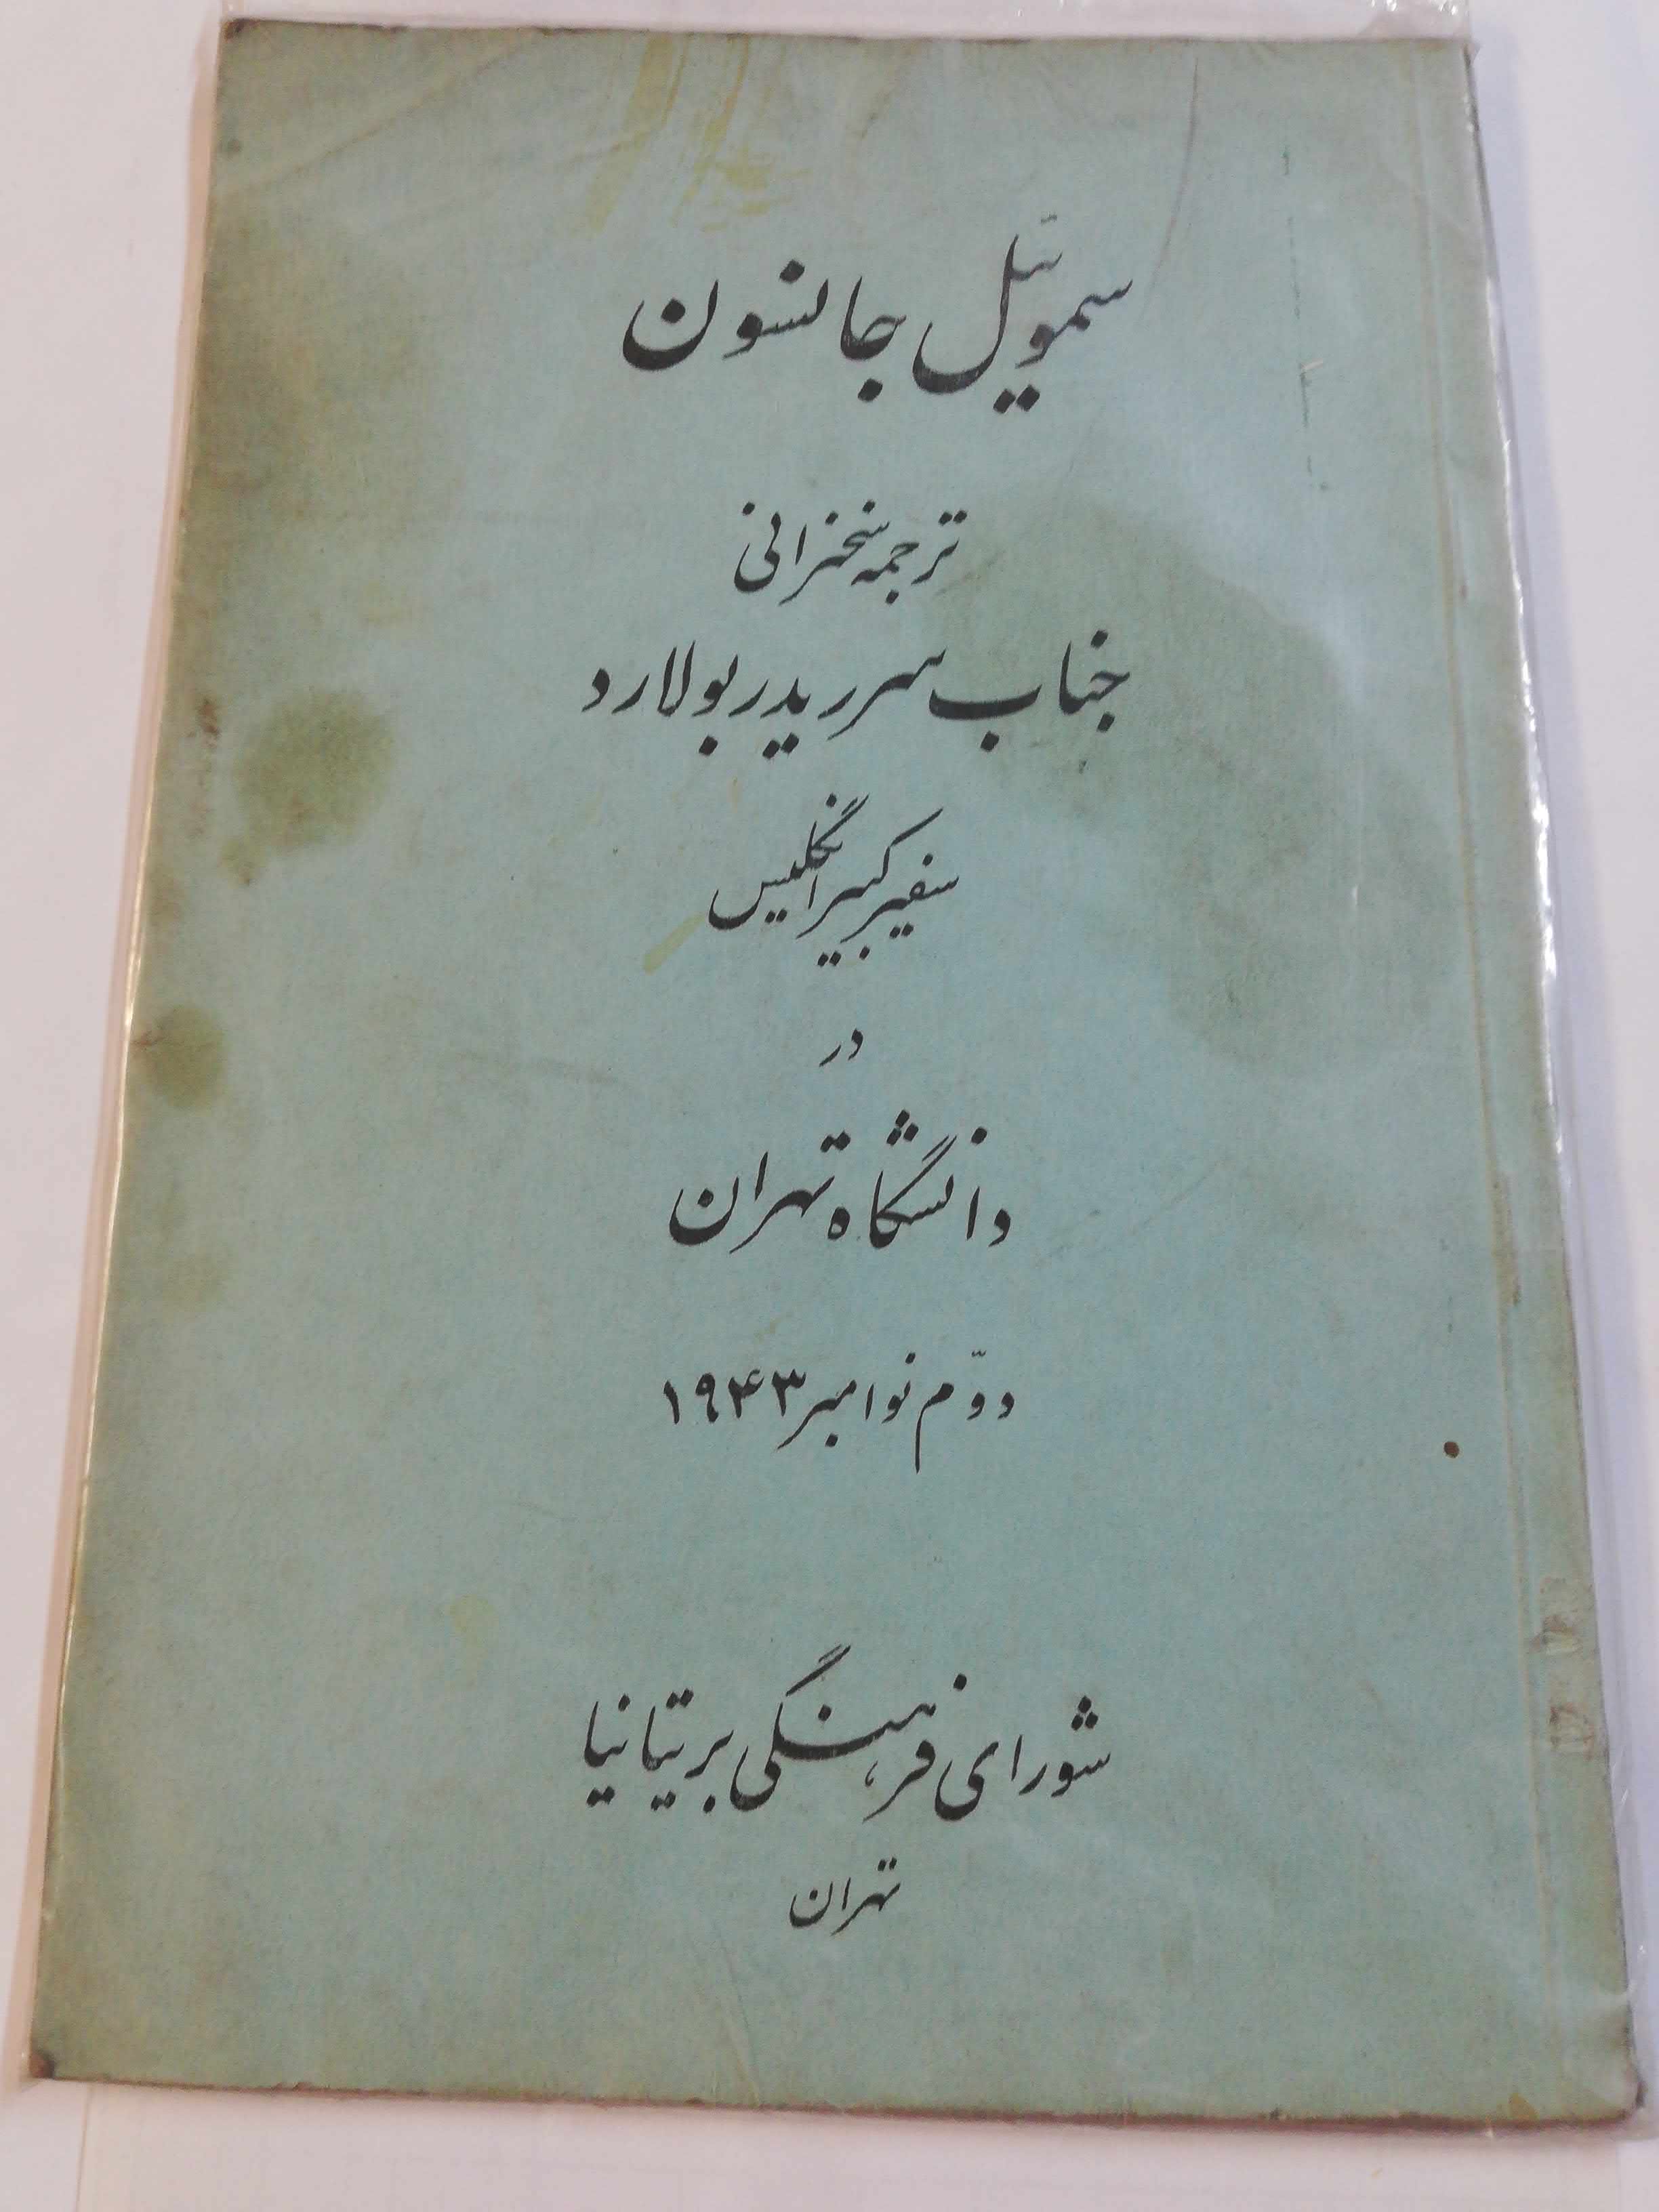 سموئیل جانسون
ترجمه سخنرانی
جناب سر ریدر بولارد
سفیر کبیر انگلیس
در
دانشگاه تهران
دوّم نوامبر ۱۹۴۳
شورای فرهنگی بریتانیا
تهران